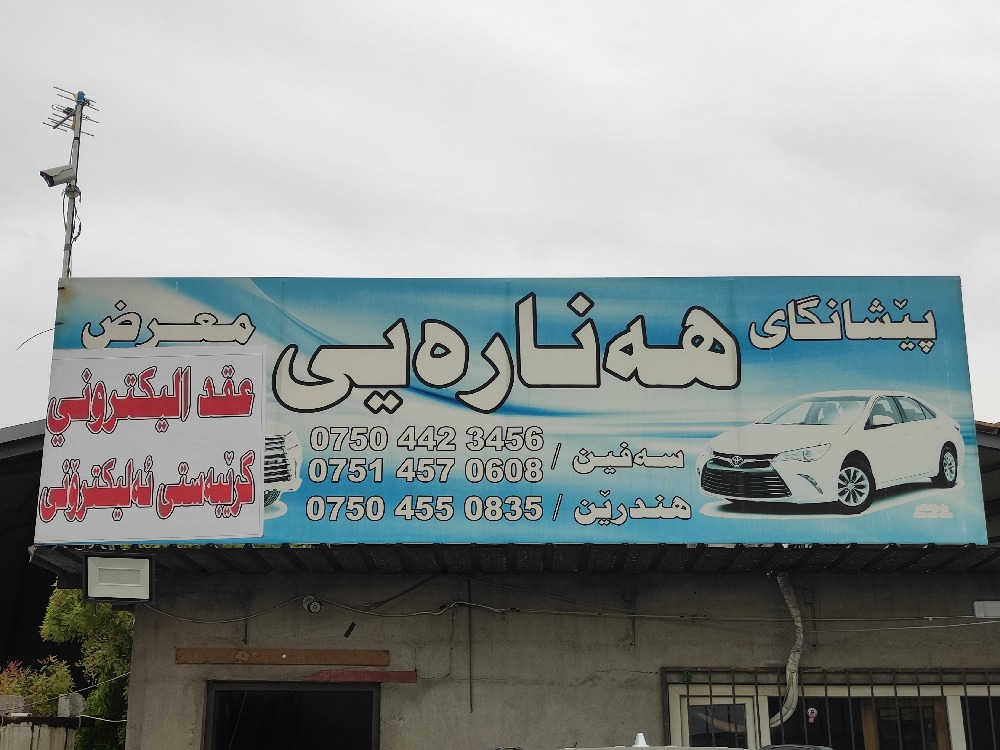 پێشانگای هەنارەیی معرض
سەفین / 0750 442 3456
0751 457 0608
هندرێن / 0750 455 0835
عقد اليكتروني
گرێبەستی ئەلیکترۆنی